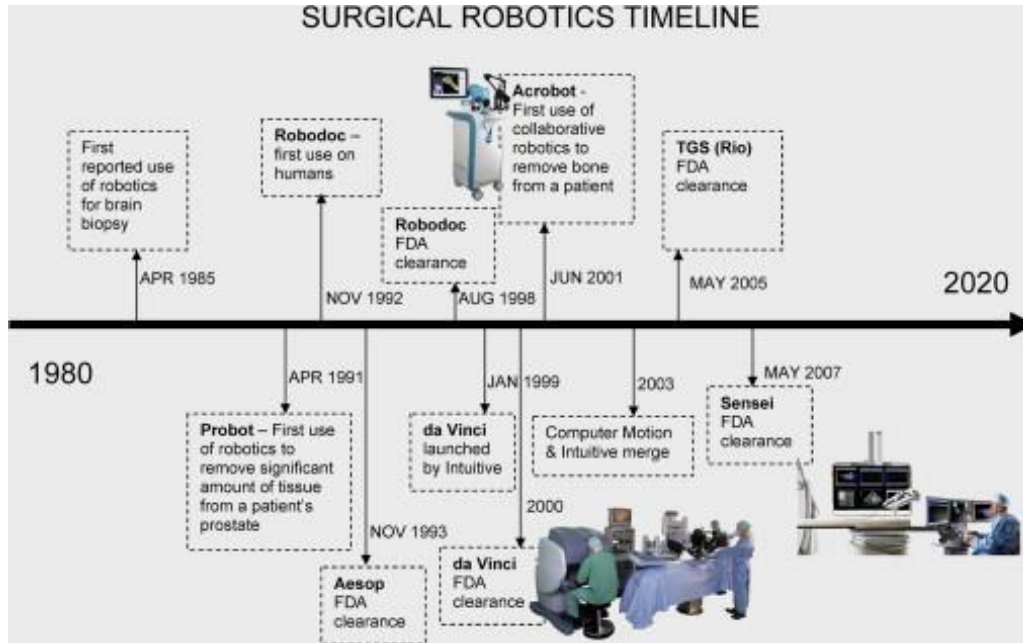 SURGICAL ROBOTICS TIMELINE
First
reported use
of robotics
for brain
biopsy
APR 1985
Robodoc –
first use on
humans
NOV 1992
Robodoc
FDA
clearance
AUG 1998
Acrobot -
First use of
collaborative
robotics to
remove bone
from a patient
JUN 2001
TGS (Rio)
FDA
clearance
MAY 2005
2020
1980
APR 1991
Probot – First use
of robotics to
remove significant
amount of tissue
from a patient's
prostate
NOV 1993
Aesop
FDA
clearance
JAN 1999
da Vinci
launched
by Intuitive
2000
da Vinci
FDA
clearance
2003
Computer Motion
& Intuitive merge
MAY 2007
Sensei
FDA
clearance